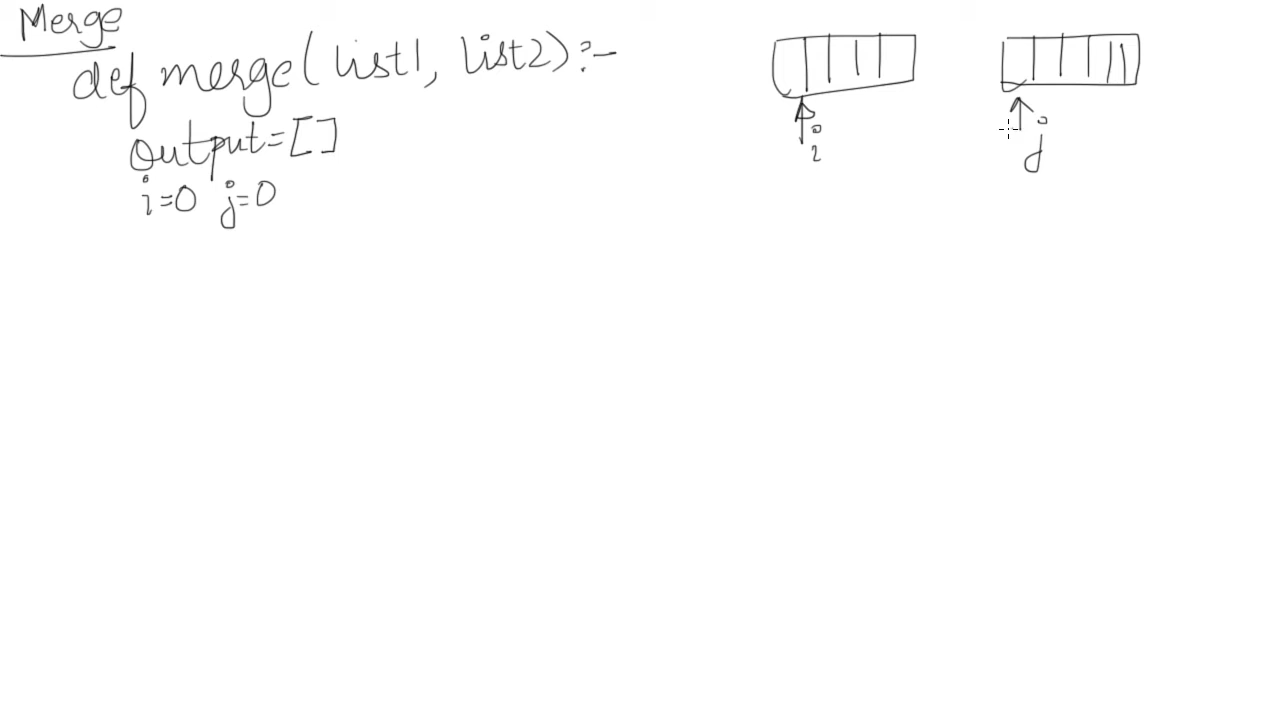 Merge
def merge(list1, list2):-
output=[]
i=0 j=0
i
j